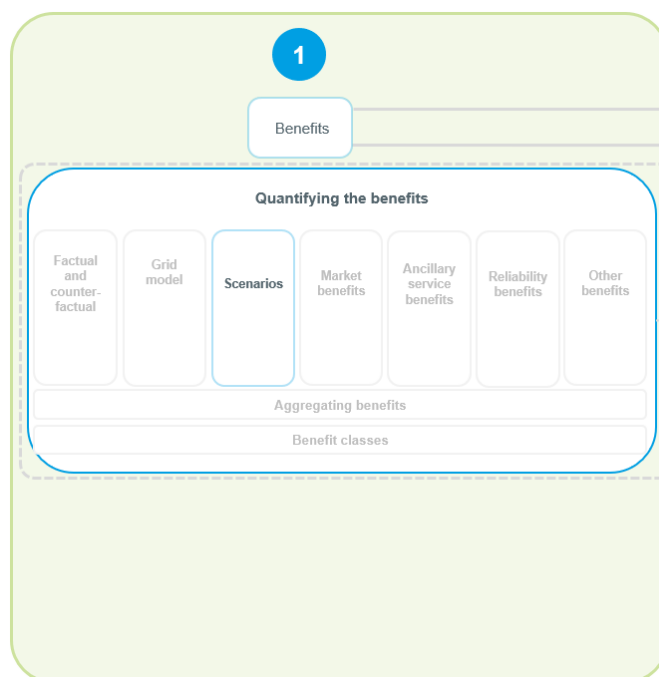 1
Benefits
Quantifying the benefits
Factual
and
counter-
factual
Grid
model
Scenarios
Market
benefits
Ancillary
service
benefits
Reliability
benefits
Other
benefits
Aggregating benefits
Benefit classes